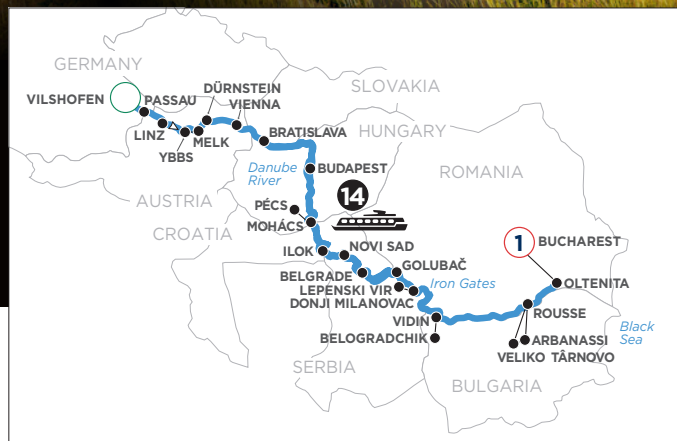 GERMANY
VILSHOFEN
PASSAU
LINZ
YBBS
MELK
DÜRNSTEIN
VIENNA
SLOVAKIA
BRATISLAVA
HUNGARY
Danube
River
BUDAPEST
ROMANIA
AUSTRIA
PÉCS
14
MOHÁCS
CROATIA
ILOK
NOVI SAD
1 BUCHAREST
BELGRADE
GOLUBAČ
LEPENSKI VIR
Iron Gates
OLTENITA
DONJI MILANOVAC
VIDIN
ROUSSE
Black
Sea
BELOGRADCHIK
ARBANASSI
VELIKO TÂRNOVO
SERBIA
BULGARIA